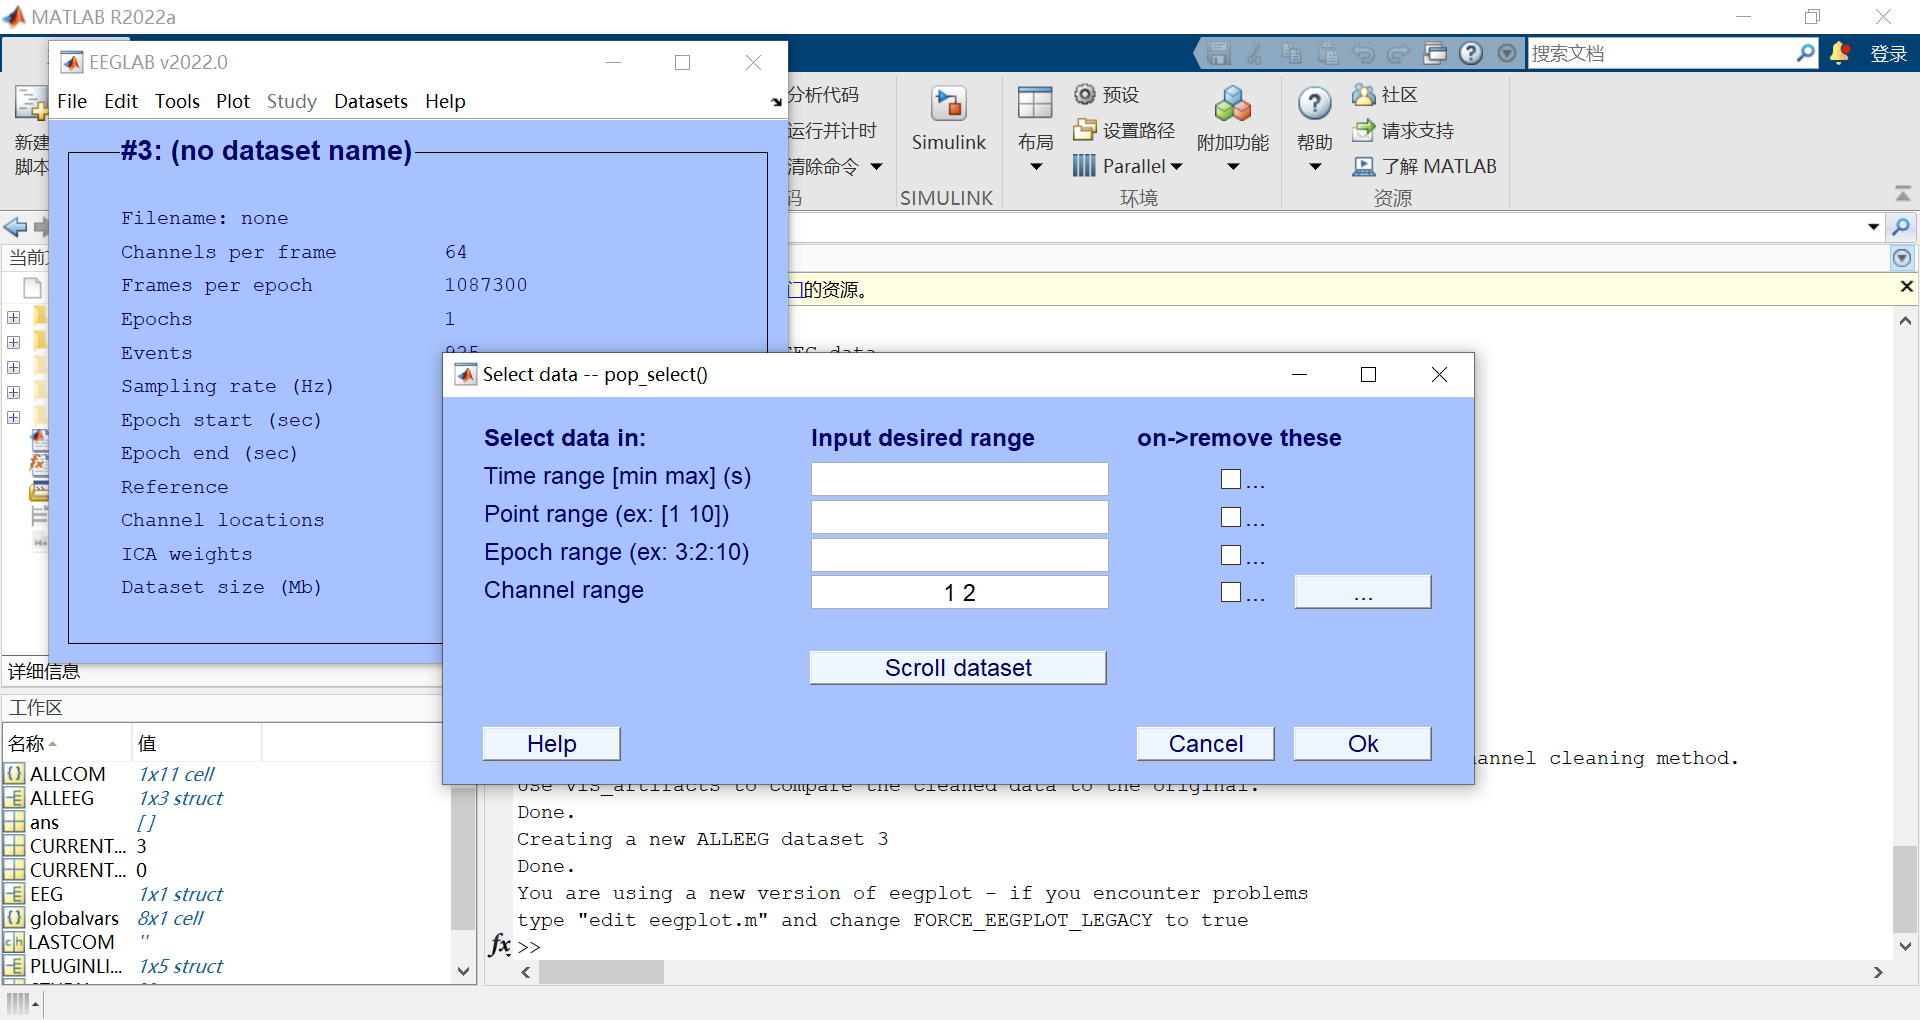 MATLAB R2022a
EEGLAB v2022.0
搜索文档
登录
File Edit Tools Plot Study Datasets Help
分析代码
运行并计时
清除命令
新建
脚本
Simulink
SIMULINK
布局
预设
设置路径
Parallel
附加功能
环境
帮助
社区
请求支持
了解 MATLAB
资源
码
#3: (no dataset name)
Filename: none
Channels per frame 64
Frames per epoch 1087300
Epochs 1
Events 925
Sampling rate (Hz)
Epoch start (sec)
Epoch end (sec)
Reference
Channel locations
ICA weights
Dataset size (Mb)
当前
门的资源。
EEG data
Select data -- pop_select()
Select data in: Input desired range on->remove these
Time range [min max] (s) ...
Point range (ex: [1 10]) ...
Epoch range (ex: 3:2:10) ...
Channel range 1 2 ... ...
Scroll dataset
Help Cancel Ok
详细信息
工作区
名称 值
ALLCOM 1x11 cell
ALLEEG 1x3 struct
ans []
CURRENT... 3
CURRENT... 0
EEG 1x1 struct
globalvars 8x1 cell
LASTCOM ''
PLUGINLI... 1x5 struct
annel cleaning method.
Use vis_artifacts to compare the cleaned data to the original.
Done.
Creating a new ALLEEG dataset 3
Done.
You are using a new version of eegplot - if you encounter problems
type "edit eegplot.m" and change FORCE_EEGPLOT_LEGACY to true
fx >>